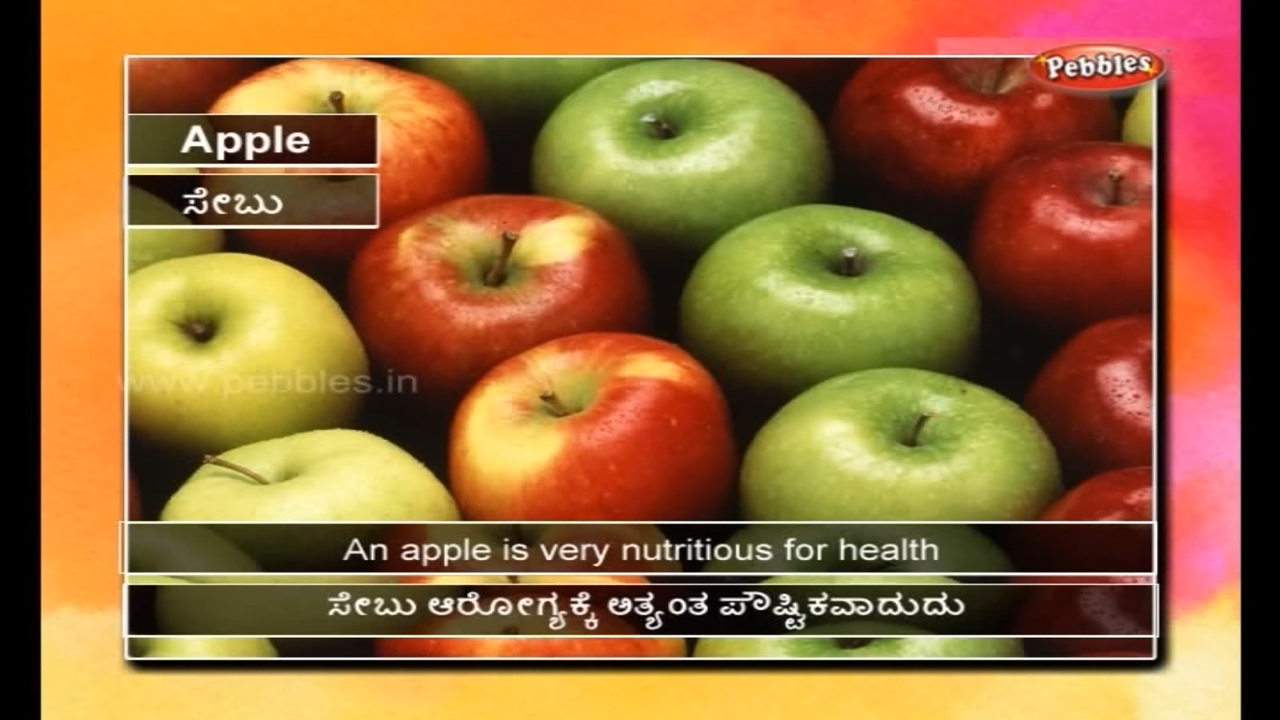 Pebbles
Apple
ಸೇಬು
www.pebbles.in
An apple is very nutritious for health
ಸೇಬು ಆರೋಗ್ಯಕ್ಕೆ ಅತ್ಯಂತ ಪೌಷ್ಟಿಕವಾದುದು